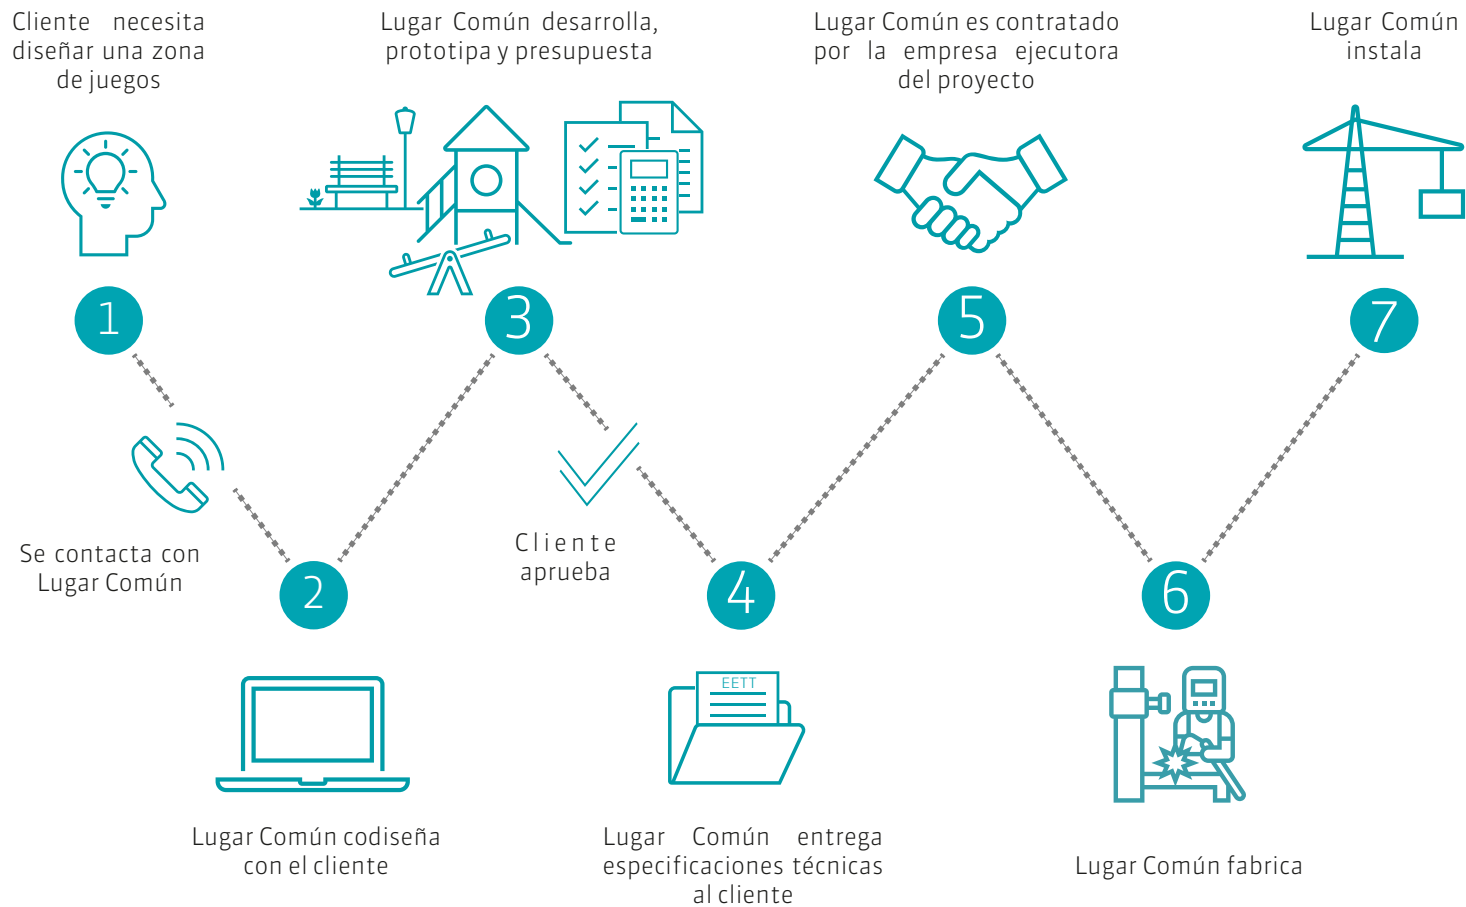 Cliente necesita
diseñar una zona
de juegos
1
Se contacta con
Lugar Común
2
Lugar Común codiseña
con el cliente
Lugar Común desarrolla,
prototipa y presupuesta
3
Cliente
aprueba
4
EETT
Lugar Común entrega
especificaciones técnicas
al cliente
Lugar Común es contratado
por la empresa ejecutora
del proyecto
5
6
Lugar Común fabrica
Lugar Común
instala
7